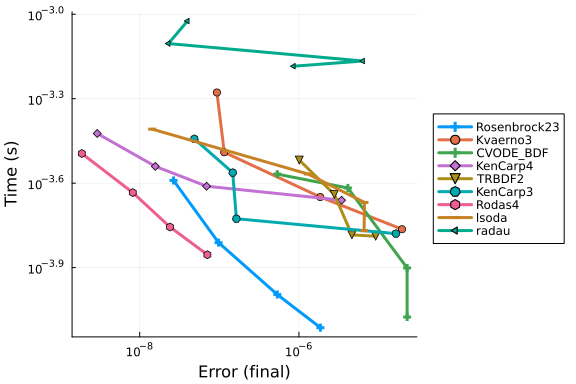 10⁻³·⁰
10⁻³·³
10⁻³·⁶
10⁻³·⁹
Time (s)
10⁻⁸
10⁻⁶
Error (final)
Rosenbrock23
Kvaerno3
CVODE_BDF
KenCarp4
TRBDF2
KenCarp3
Rodas4
lsoda
radau